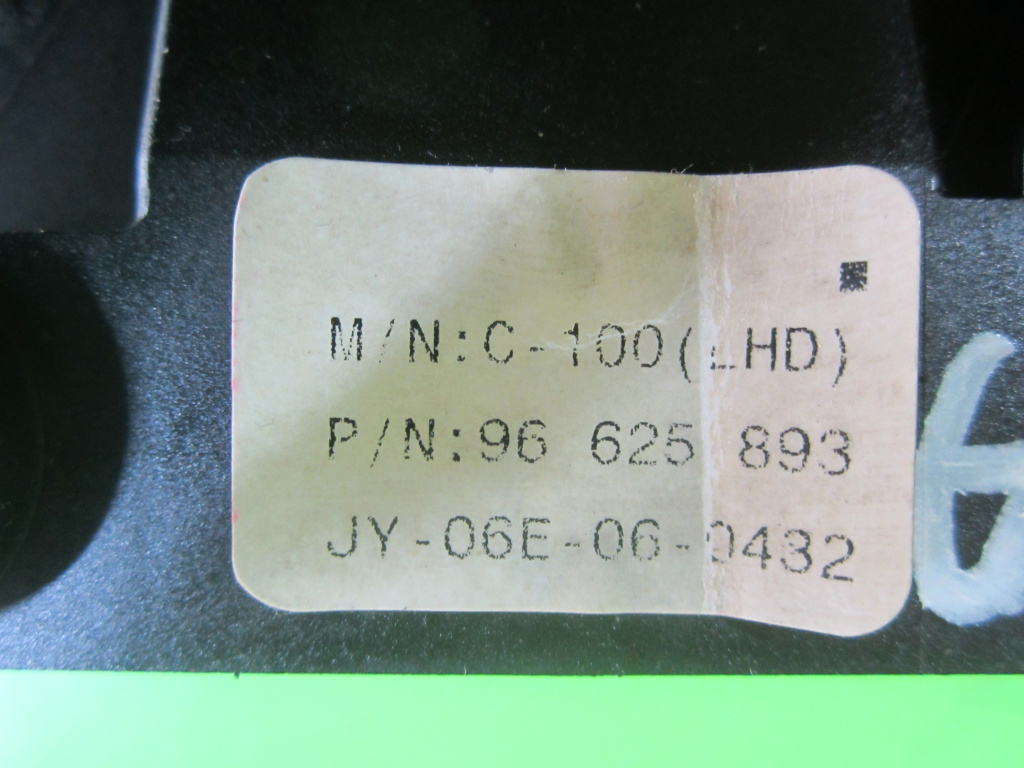 M/N:C-100(LHD)
P/N:96 625 893
JY-06E-06-0432